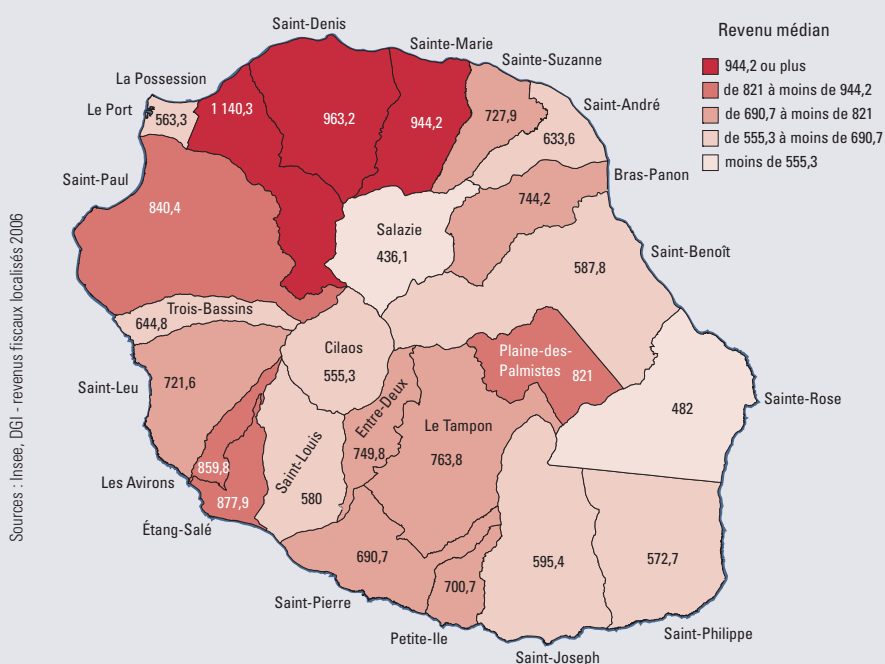 Saint-Denis
Sainte-Marie
Sainte-Suzanne
La Possession
Le Port
Saint-André
Saint-Paul
Bras-Panon
Saint-Benoît
563,3
1 140,3
963,2
944,2
727,9
633,6
840,4
744,2
Salazie
436,1
587,8
Trois-Bassins
644,8
Cilaos
555,3
Plaine-des-
Palmistes 821
Saint-Leu
721,6
Entre-Deux
749,8
Le Tampon
763,8
482
Sainte-Rose
Les Avirons
859,8
Étang-Salé
877,9
Saint-Louis
580
690,7
Saint-Pierre
700,7
Petite-Ile
595,4
Saint-Joseph
572,7
Saint-Philippe
Revenu médian
944,2 ou plus
de 821 à moins de 944,2
de 690,7 à moins de 821
de 555,3 à moins de 690,7
moins de 555,3
Sources : Insee, DGI - revenus fiscaux localisés 2006